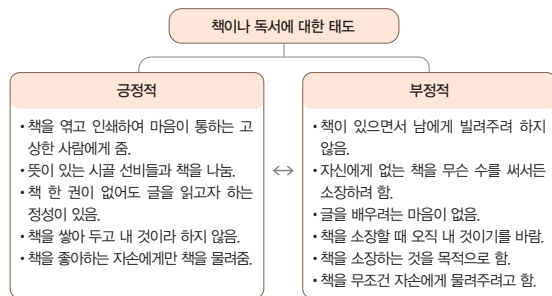 책이나 독서에 대한 태도
긍정적
• 책을 엮고 인쇄하여 마음이 통하는 고
상한 사람에게 줌.
• 뜻이 있는 시골 선비들과 책을 나눔.
• 책 한 권이 없어도 글을 읽고자 하는
정성이 있음.
• 책을 쌓아 두고 내 것이라 하지 않음.
• 책을 좋아하는 자손에게만 책을 물려줌.
↔
부정적
• 책이 있으면서 남에게 빌려주려 하지
않음.
• 자신에게 없는 책을 무슨 수를 써서든
소장하려 함.
• 글을 배우려는 마음이 없음.
• 책을 소장할 때 오직 내 것이기를 바람.
• 책을 소장하는 것을 목적으로 함.
• 책을 무조건 자손에게 물려주려고 함.